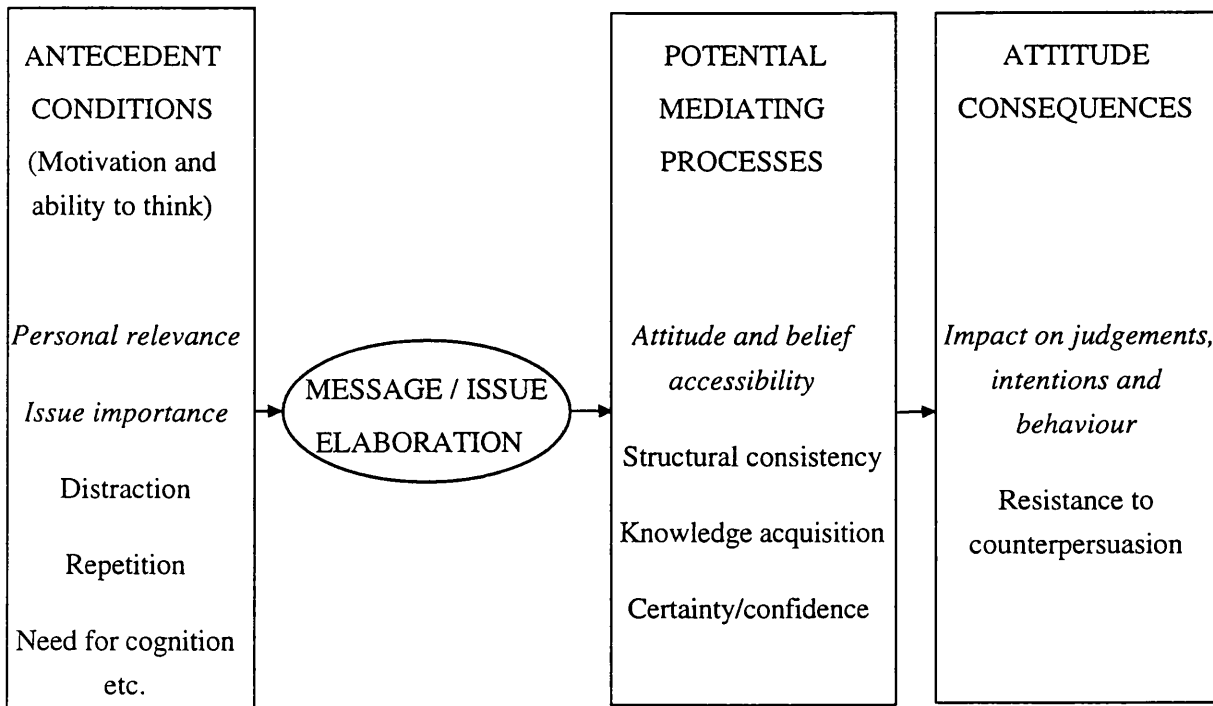 ANTECEDENT
CONDITIONS
(Motivation and
ability to think)
Personal relevance
Issue importance
Distraction
Repetition
Need for cognition
etc.
MESSAGE / ISSUE
ELABORATION
POTENTIAL
MEDIATING
PROCESSES
Attitude and belief
accessibility
Structural consistency
Knowledge acquisition
Certainty/confidence
ATTITUDE
CONSEQUENCES
Impact on judgements,
intentions and
behaviour
Resistance to
counterpersuasion